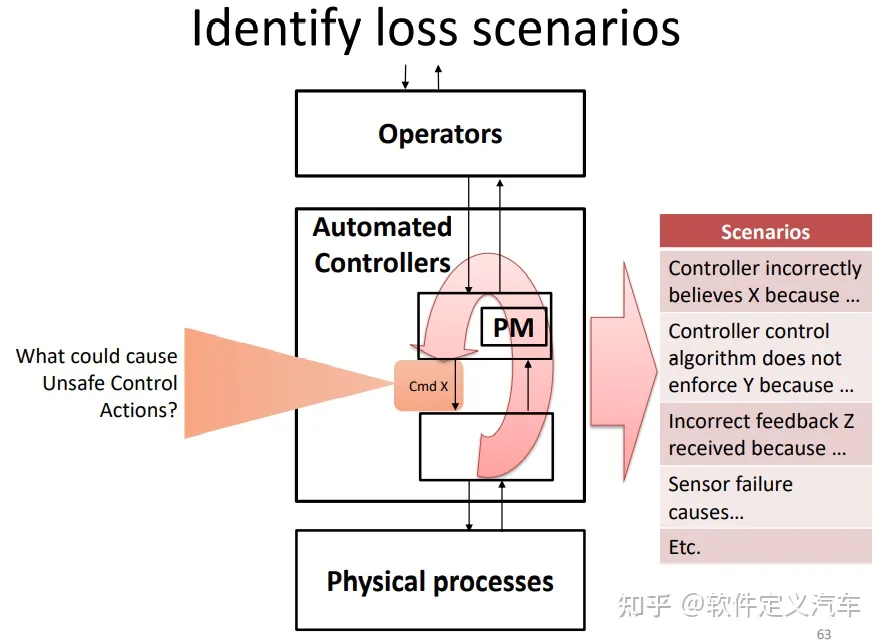 Identify loss scenarios
Operators
Automated
Controllers
PM
Cmd X
What could cause
Unsafe Control
Actions?
Physical processes
Scenarios
Controller incorrectly
believes X because ...
Controller control
algorithm does not
enforce Y because ...
Incorrect feedback Z
received because ...
Sensor failure
causes...
Etc.
知乎 @软件定义汽车
63